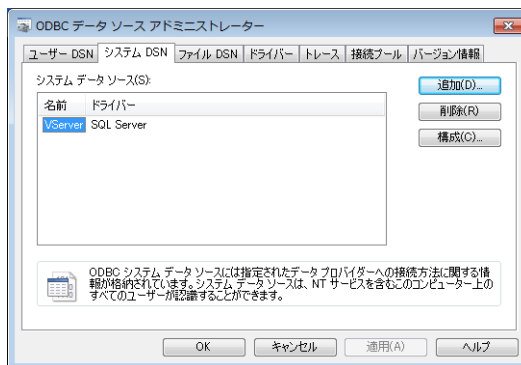 ODBC データ ソース アドミニストレーター
ユーザー DSN システム DSN ファイル DSN ドライバー トレース 接続プール バージョン情報
システム データ ソース(S):
追加(D)...
名前 ドライバー
削除(R)
VServer SQL Server
構成(C)...
ODBC システム データ ソースには指定されたデータ プロバイダーへの接続方法に関する情
報が格納されています。システム データ ソースは、NT サービスを含むこのコンピューター上の
すべてのユーザーが認識することができます。
OK キャンセル 適用(A) ヘルプ